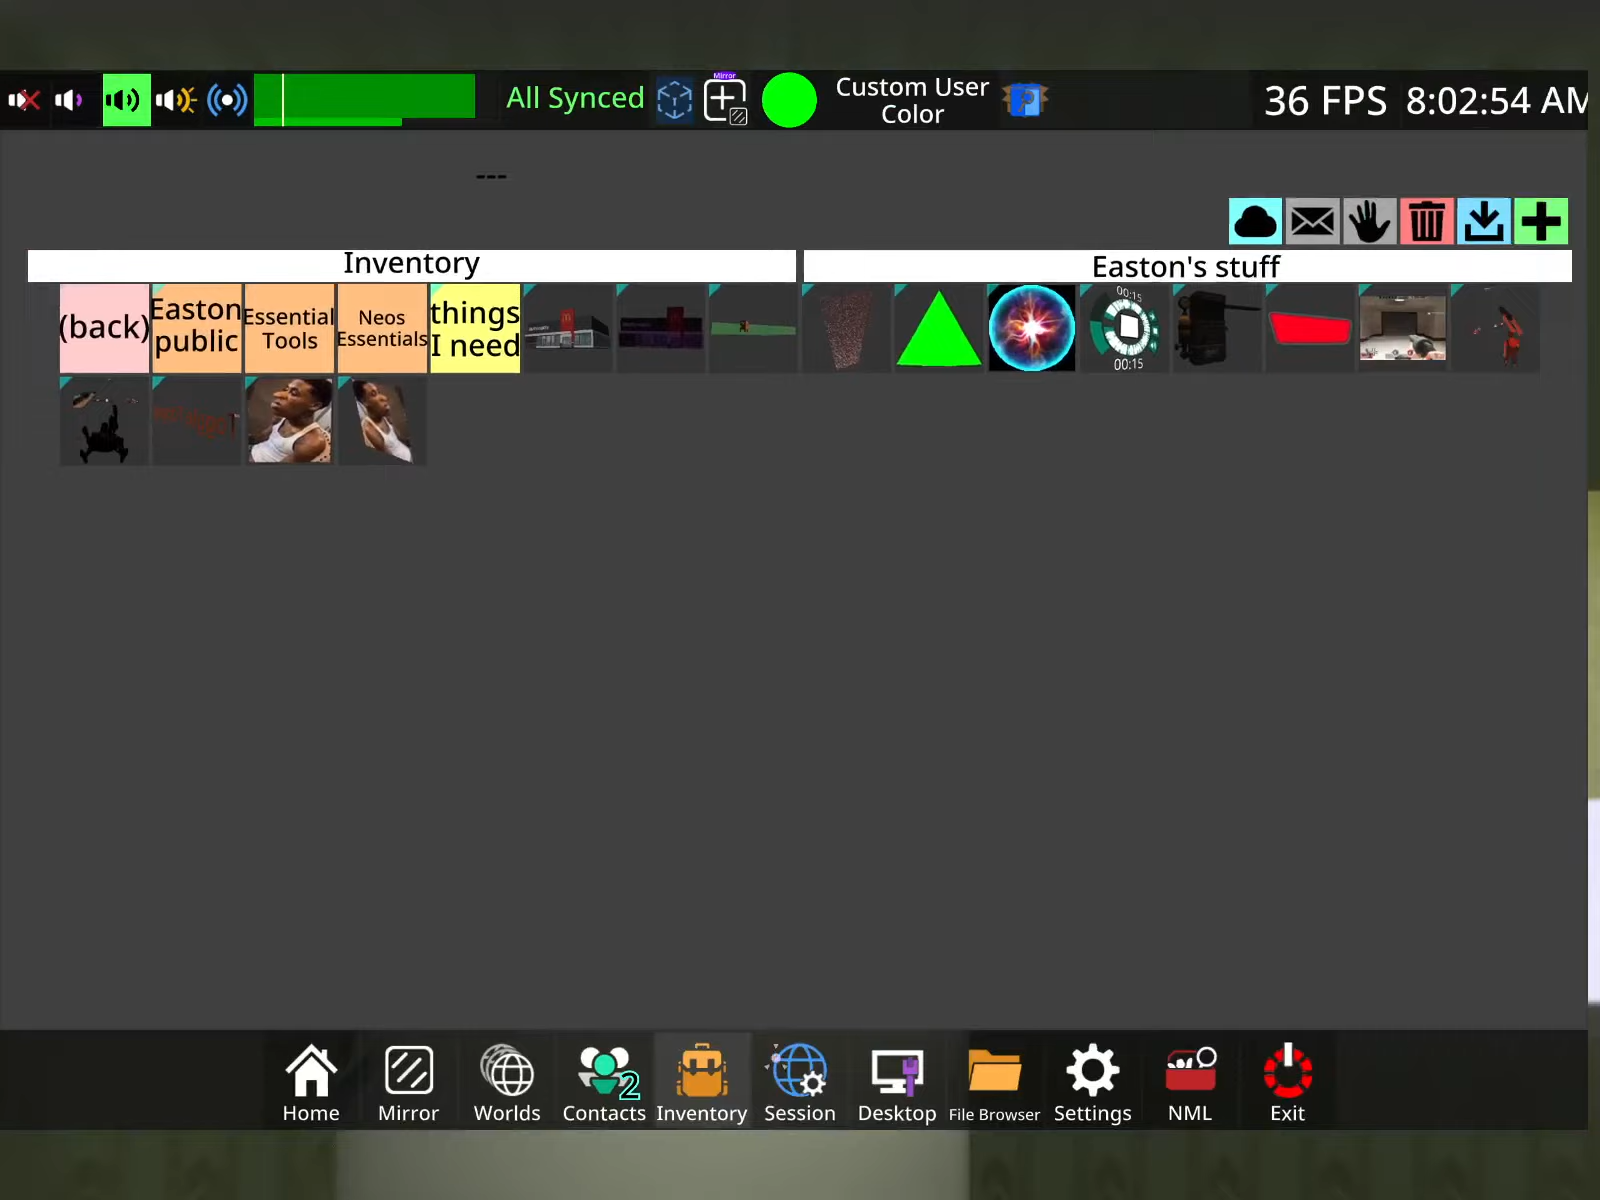 Mirror
All Synced
Custom User
Color
36 FPS
8:02:54 AM
---
Inventory
Easton's stuff
(back)
Easton
public
Essential
Tools
Neos
Essentials
things
I need
00:15
00:15
Home
Mirror
Worlds
2
Contacts
Inventory
Session
Desktop
File Browser
Settings
NML
Exit